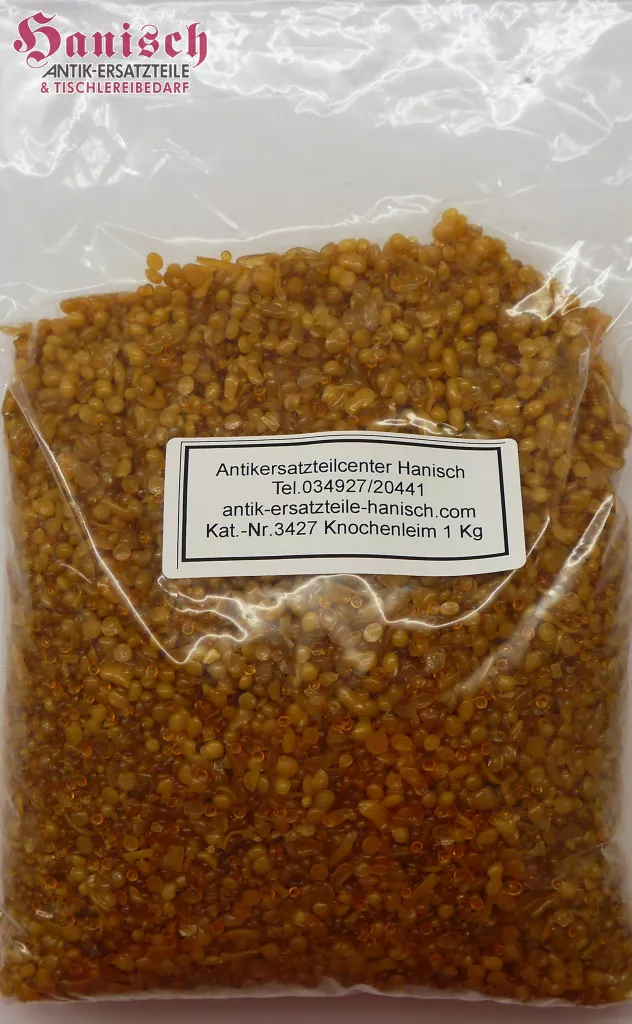 Hanisch
ANTIK-ERSATZTEILE
& TISCHLEREIBEDARF
Antikersatzteilcenter Hanisch
Tel.034927/20441
antik-ersatzteile-hanisch.com
Kat.-Nr.3427 Knochenleim 1 Kg